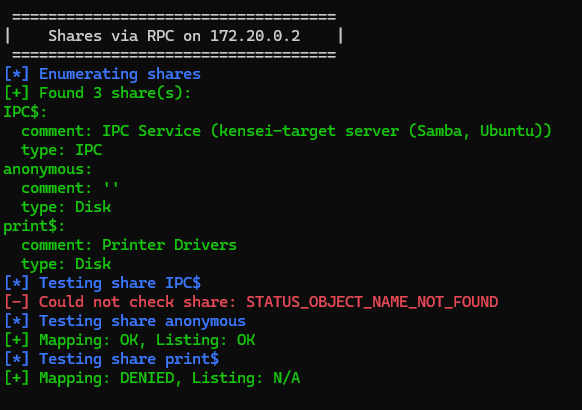 ====================================
|    Shares via RPC on 172.20.0.2    |
====================================
[*] Enumerating shares
[+] Found 3 share(s):
IPC$:
  comment: IPC Service (kensei-target server (Samba, Ubuntu))
  type: IPC
anonymous:
  comment: ''
  type: Disk
print$:
  comment: Printer Drivers
  type: Disk
[*] Testing share IPC$
[-] Could not check share: STATUS_OBJECT_NAME_NOT_FOUND
[*] Testing share anonymous
[+] Mapping: OK, Listing: OK
[*] Testing share print$
[+] Mapping: DENIED, Listing: N/A